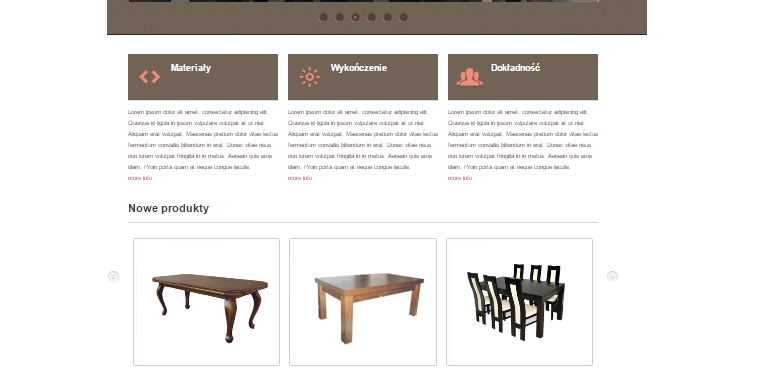 Materiały
Wykończenie
Dokładność
Lorem ipsum dolor sit amet, consectetur adipiscing elit.
Quisque id ligula in ipsum vulputate volutpat at ut nisi.
Aliquam erat volutpat. Maecenas pretium dolor vitae lectus
fermentum convallis bibendum in erat. Donec vitae risus
non lorem volutpat fringilla in in metus. Aenean quis eros
diam. Proin porta quam at neque congue iaculis.
more info
Lorem ipsum dolor sit amet, consectetur adipiscing elit.
Quisque id ligula in ipsum vulputate volutpat at ut nisi.
Aliquam erat volutpat. Maecenas pretium dolor vitae lectus
fermentum convallis bibendum in erat. Donec vitae risus
non lorem volutpat fringilla in in metus. Aenean quis eros
diam. Proin porta quam at neque congue iaculis.
more info
Lorem ipsum dolor sit amet, consectetur adipiscing elit.
Quisque id ligula in ipsum vulputate volutpat at ut nisi.
Aliquam erat volutpat. Maecenas pretium dolor vitae lectus
fermentum convallis bibendum in erat. Donec vitae risus
non lorem volutpat fringilla in in metus. Aenean quis eros
diam. Proin porta quam at neque congue iaculis.
more info
Nowe produkty